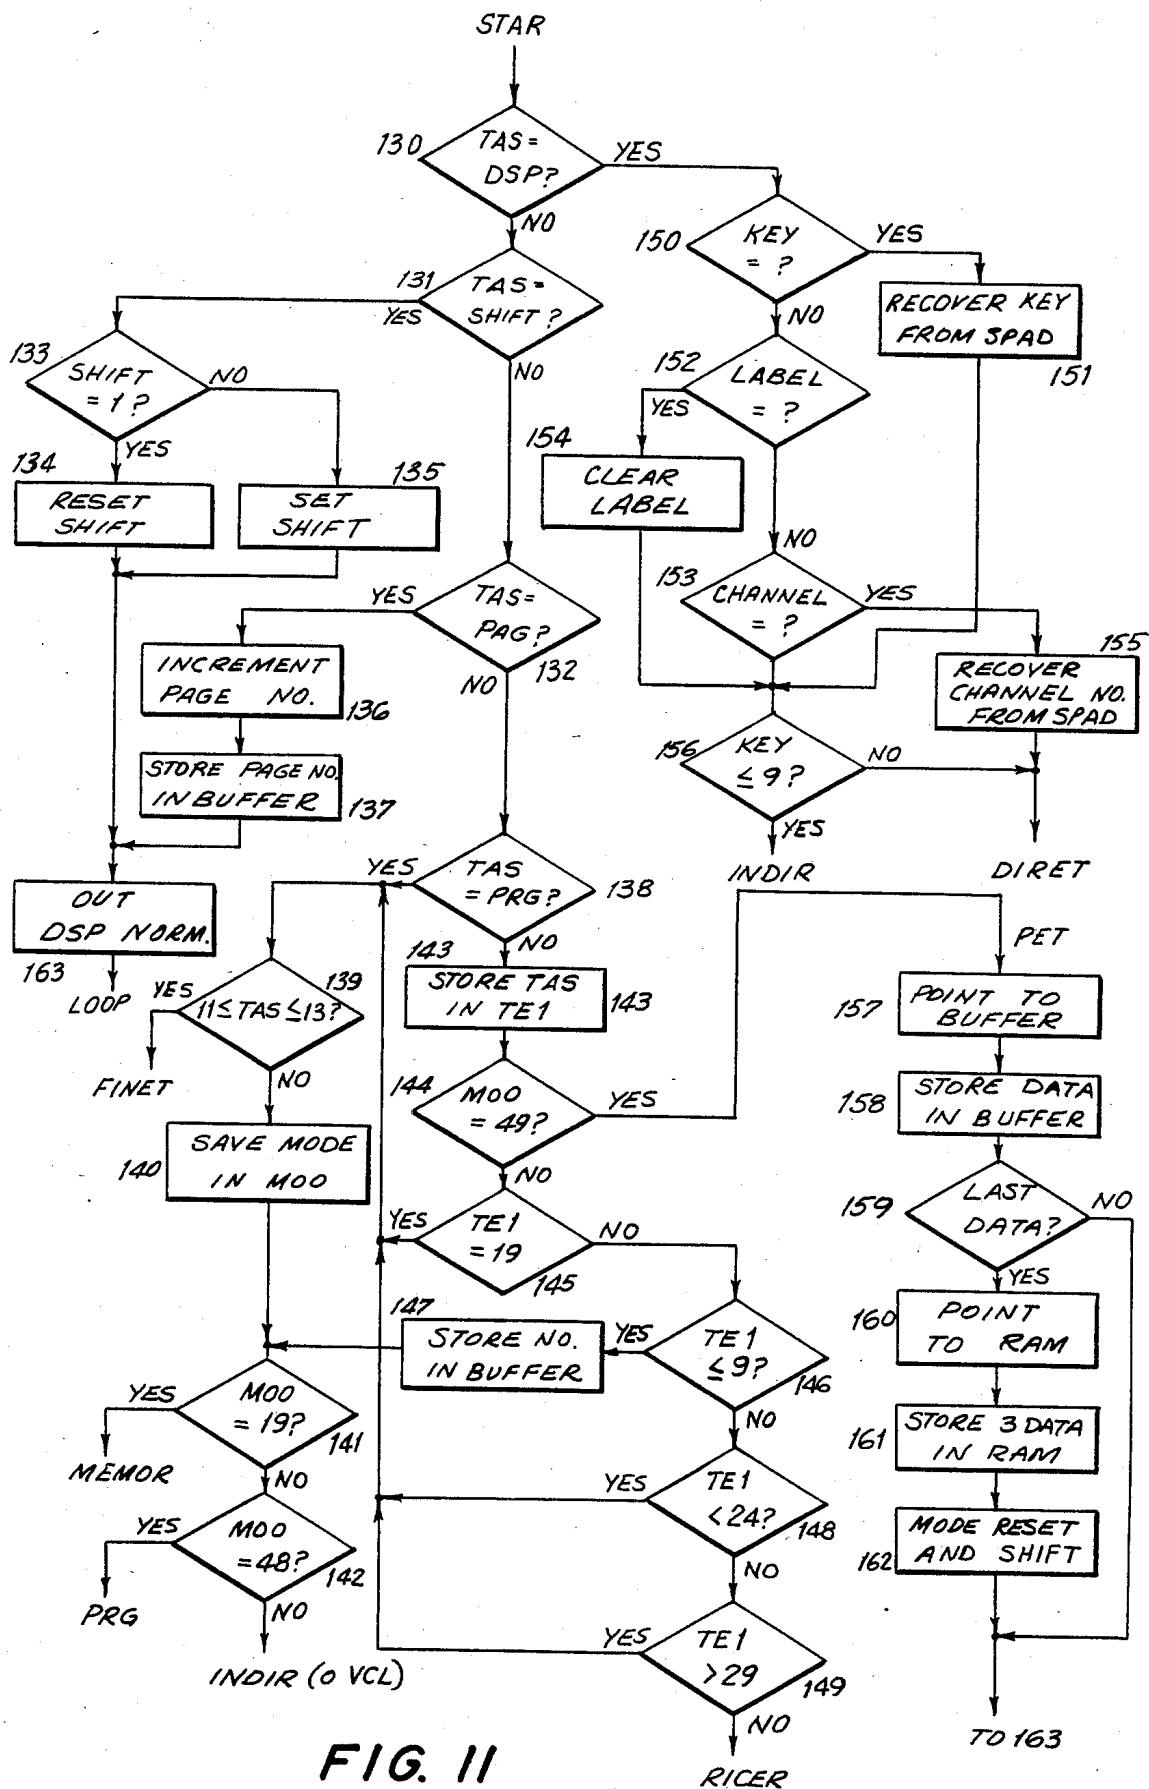 STAR
130
TAS =
DSP?
YES
NO
150
KEY
= ?
YES
NO
RECOVER KEY
FROM SPAD
151
131
TAS =
SHIFT?
YES
NO
133
SHIFT
= 1?
NO
YES
134
RESET
SHIFT
135
SET
SHIFT
152
LABEL
= ?
YES
NO
154
CLEAR
LABEL
153
CHANNEL
= ?
YES
155
RECOVER
CHANNEL NO.
FROM SPAD
YES
TAS =
PAG?
132
NO
INCREMENT
PAGE NO.
136
STORE PAGE NO.
IN BUFFER
137
156
KEY
≤ 9?
NO
YES
INDIR
DIRET
OUT
DSP NORM.
163
LOOP
YES
TAS
= PRG?
138
NO
143
STORE TAS
IN TE1
143
YES
139
11 ≤ TAS ≤ 13?
FINET
NO
140
SAVE MODE
IN MOO
144
MOO
= 49?
YES
NO
PET
157
POINT TO
BUFFER
158
STORE DATA
IN BUFFER
159
LAST
DATA?
NO
YES
160
POINT
TO RAM
161
STORE 3 DATA
IN RAM
162
MODE RESET
AND SHIFT
TO 163
YES
TE1
= 19
145
NO
147
STORE NO.
IN BUFFER
YES
TE1
≤ 9?
146
NO
YES
MOO
= 19?
141
MEMOR
NO
YES
MOO
= 48?
142
PRG
NO
INDIR (O VCL)
YES
TE1
< 24?
148
NO
YES
TE1
> 29
149
NO
RICER
FIG. 11